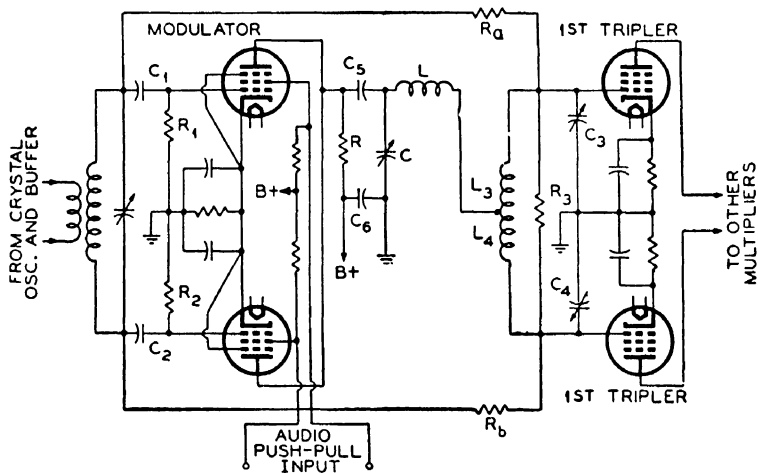 MODULATOR
Ra
1ST TRIPLER
C1
C5
L
R1
R
C
C3
B+
L3
R3
FROM CRYSTAL
OSC. AND BUFFER
C6
L4
TO OTHER
MULTIPLIERS
B+
R2
C4
C2
1ST TRIPLER
Rb
AUDIO
PUSH-PULL
INPUT